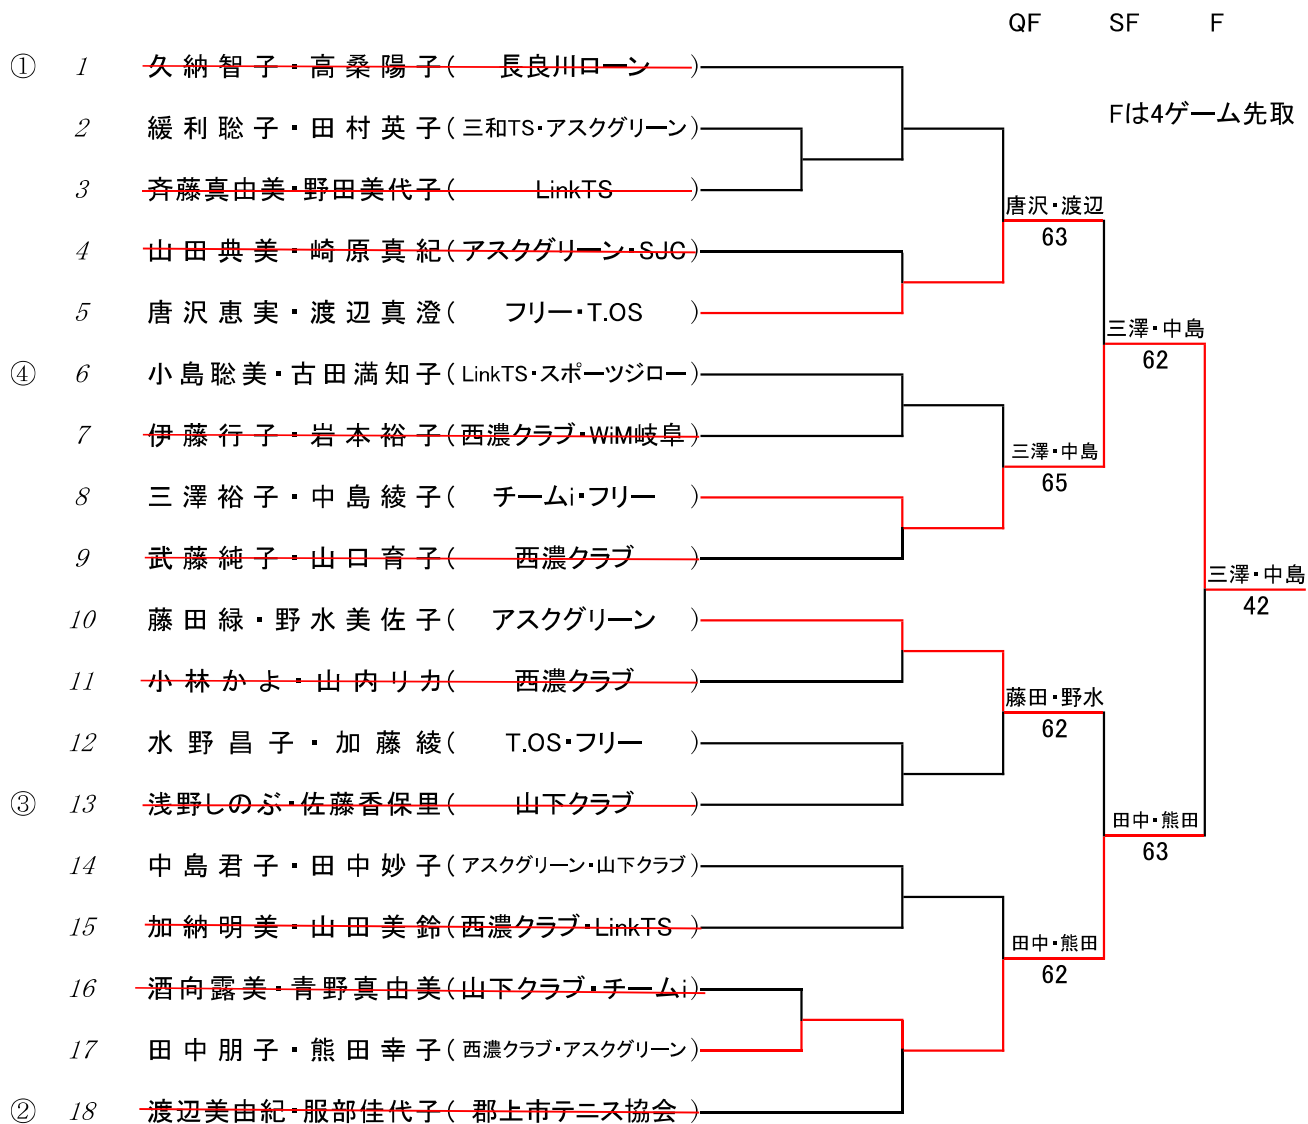 QF SF F
① 1 久納智子・高桑陽子( 長良川ローン )
2 緩利聡子・田村英子(三和TS・アスクグリーン)
Fは4ゲーム先取
3 斉藤真由美・野田美代子( LinkTS )
唐沢・渡辺
63
4 山田典美・崎原真紀(アスクグリーン・SJC)
5 唐沢恵実・渡辺真澄( フリー・T.OS )
三澤・中島
62
④ 6 小島聡美・古田満知子(LinkTS・スポーツジロー)
7 伊藤行子・岩本裕子(西濃クラブ・WiM岐阜)
三澤・中島
65
8 三澤裕子・中島綾子( チームi・フリー )
9 武藤純子・山口育子( 西濃クラブ )
三澤・中島
42
10 藤田緑・野水美佐子( アスクグリーン )
11 小林かよ・山内リカ( 西濃クラブ )
藤田・野水
62
12 水野昌子・加藤綾( T.OS・フリー )
③ 13 浅野しのぶ・佐藤香保里( 山下クラブ )
田中・熊田
63
14 中島君子・田中妙子(アスクグリーン・山下クラブ)
15 加納明美・山田美鈴(西濃クラブ・LinkTS )
田中・熊田
62
16 酒向露美・青野真由美(山下クラブ・チームi)
17 田中朋子・熊田幸子(西濃クラブ・アスクグリーン)
② 18 渡辺美由紀・服部佳代子( 郡上市テニス協会 )